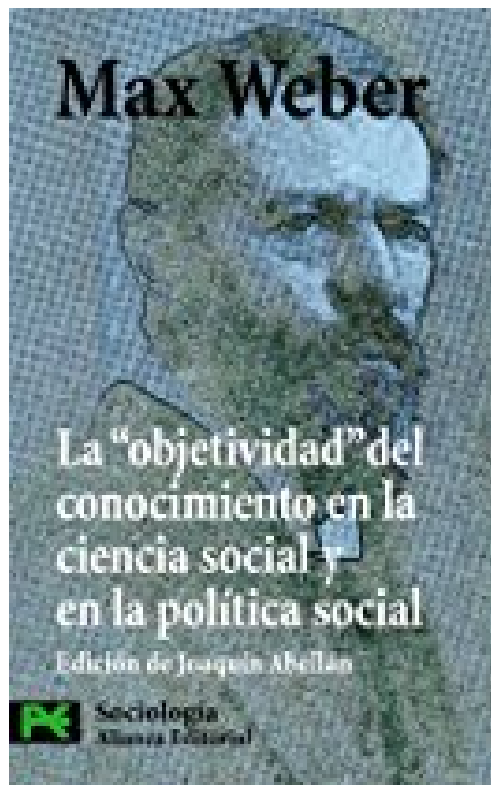 Max Weber
La “objetividad” del
conocimiento en la
ciencia social y
en la política social
Edición de Joaquín Abellán
Sociología
Alianza Editorial